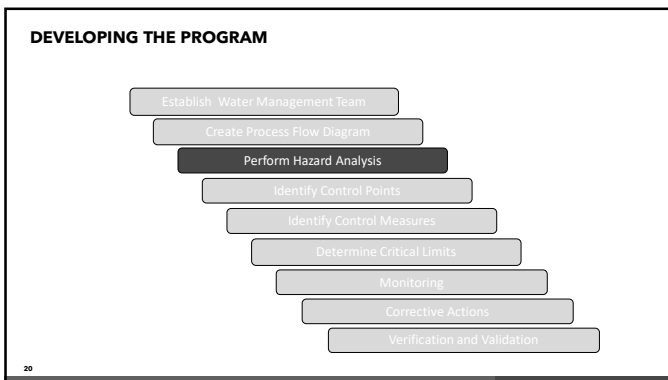 DEVELOPING THE PROGRAM
Establish Water Management Team
Create Process Flow Diagram
Perform Hazard Analysis
Identify Control Points
Identify Control Measures
Determine Critical Limits
Monitoring
Corrective Actions
Verification and Validation
20